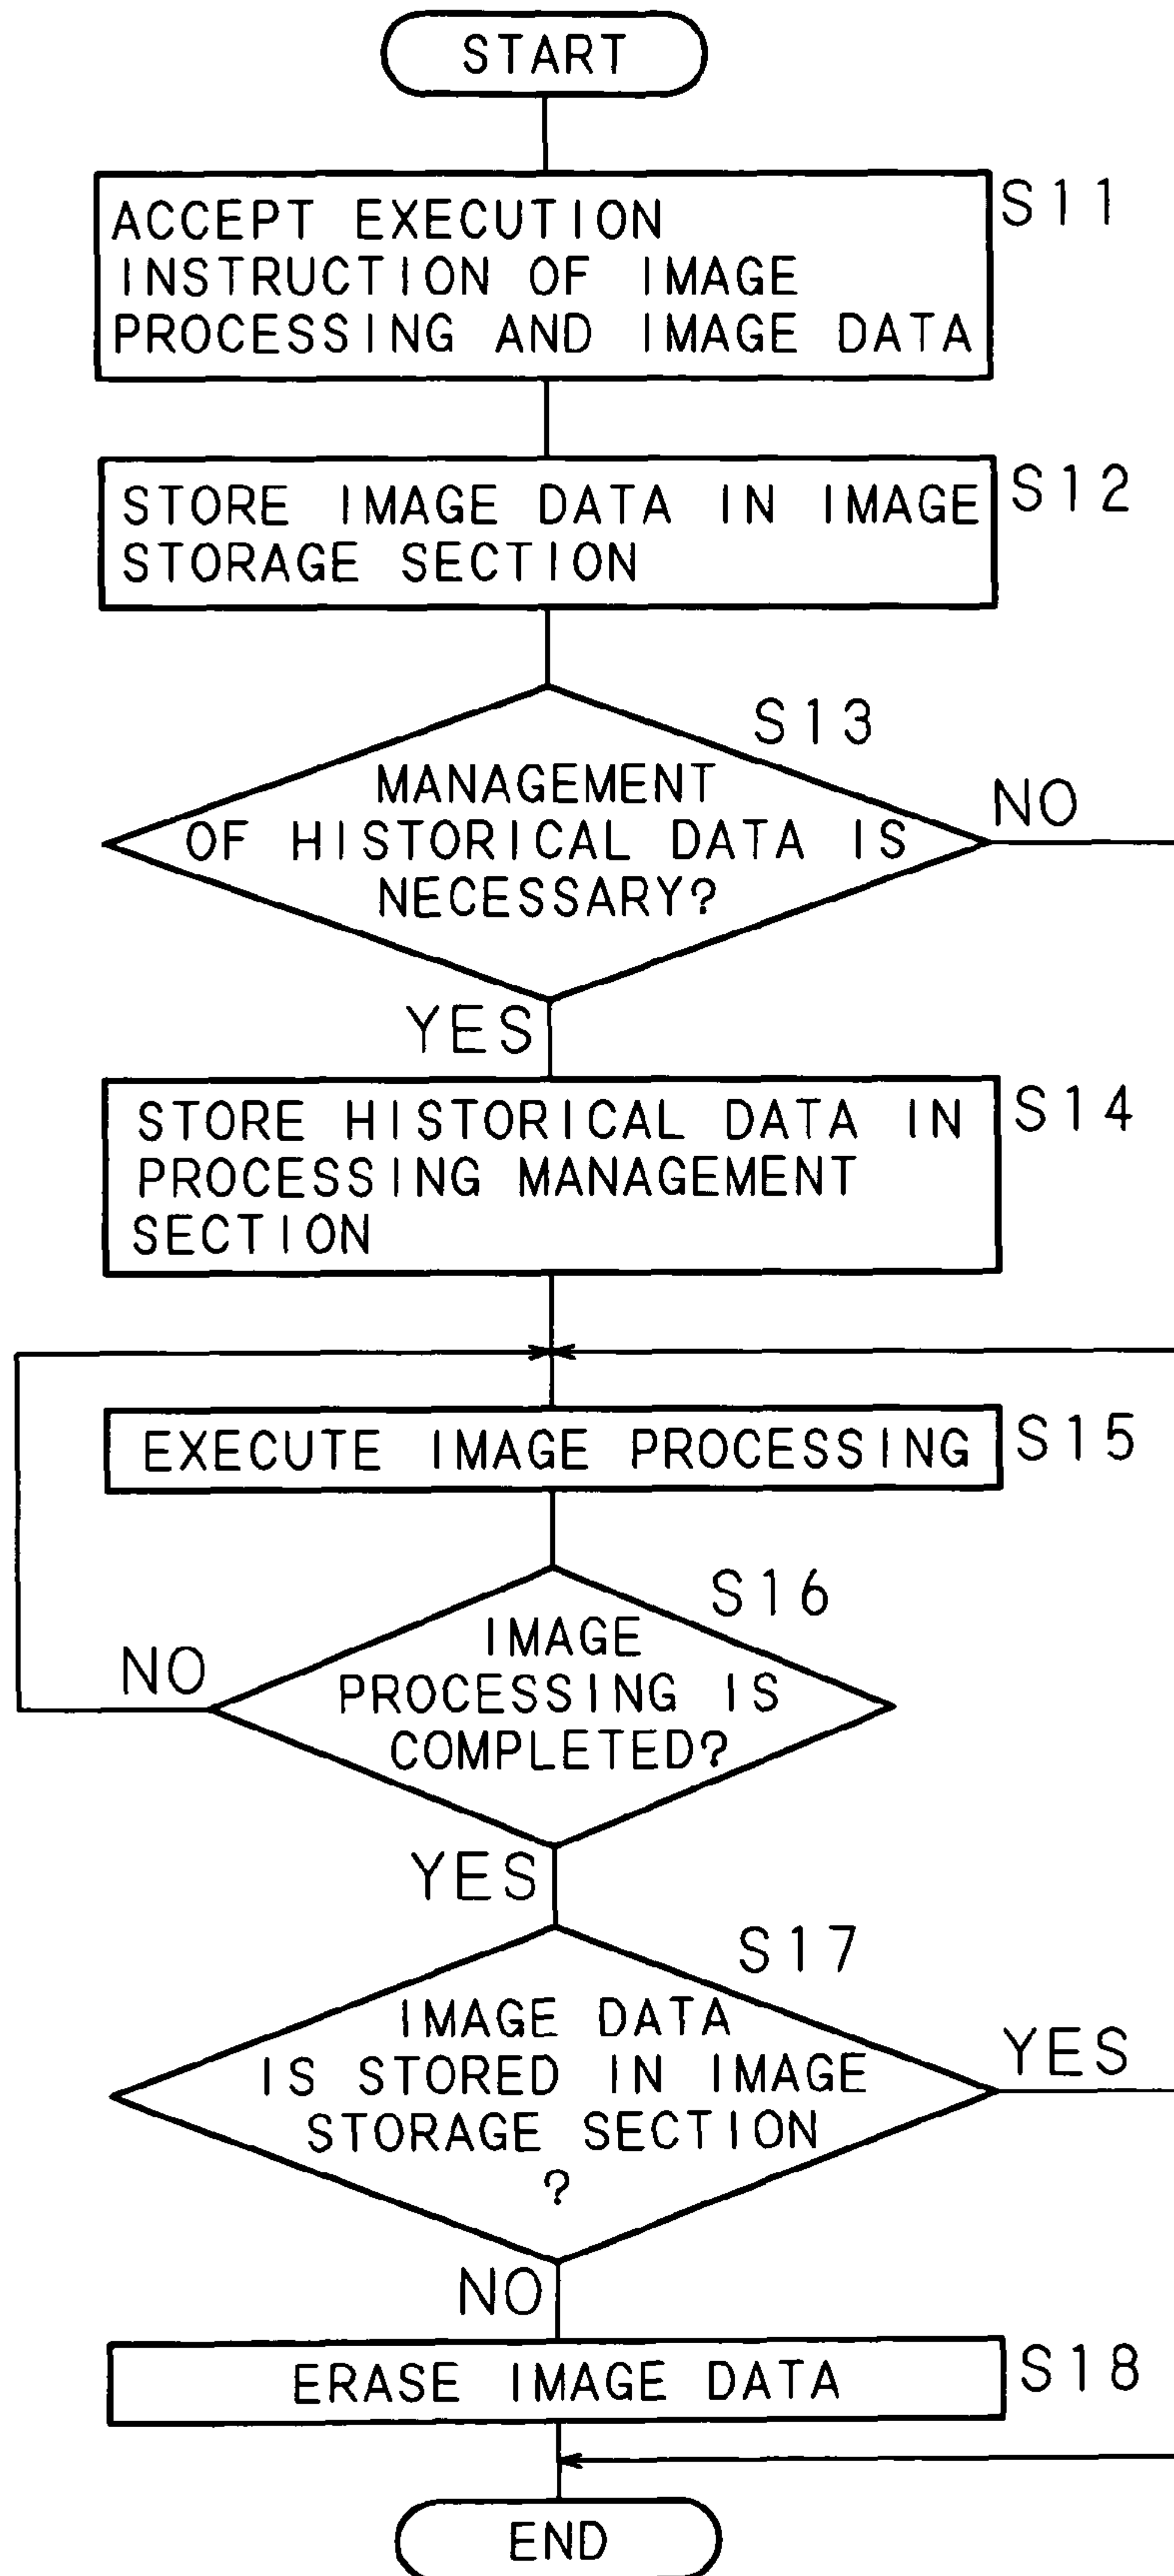 START
S11
ACCEPT EXECUTION
INSTRUCTION OF IMAGE
PROCESSING AND IMAGE DATA
S12
STORE IMAGE DATA IN IMAGE
STORAGE SECTION
S13
MANAGEMENT
OF HISTORICAL DATA IS
NECESSARY?
NO
YES
S14
STORE HISTORICAL DATA IN
PROCESSING MANAGEMENT
SECTION
EXECUTE IMAGE PROCESSING
S15
S16
IMAGE
PROCESSING IS
COMPLETED?
NO
YES
S17
IMAGE DATA
IS STORED IN IMAGE
STORAGE SECTION
?
YES
NO
ERASE IMAGE DATA
S18
END